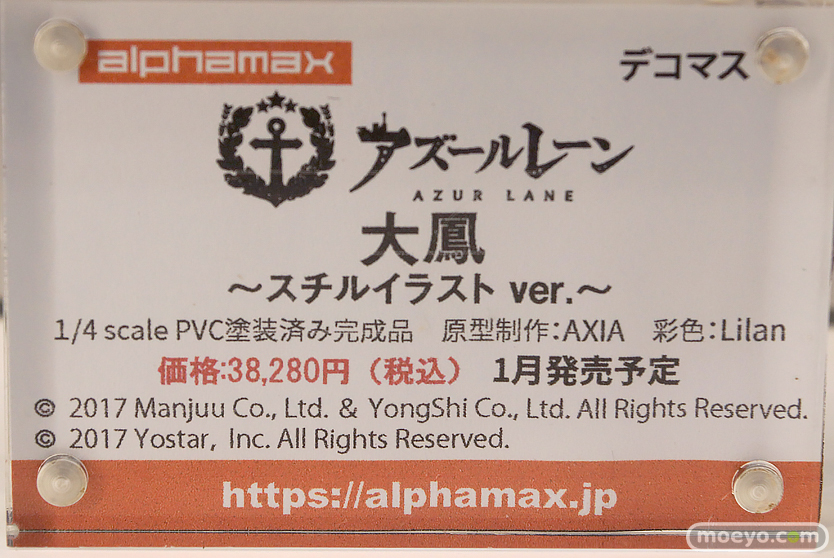 alphamax
デコマス
アズールレーン
AZUR LANE
大鳳
～スチルイラスト ver.～
1/4 scale PVC塗装済み完成品　原型制作：AXIA　彩色：Lilan
価格:38,280円（税込） 1月発売予定
© 2017 Manjuu Co., Ltd. & YongShi Co., Ltd. All Rights Reserved.
© 2017 Yostar, Inc. All Rights Reserved.
https://alphamax.jp
moeyo.com